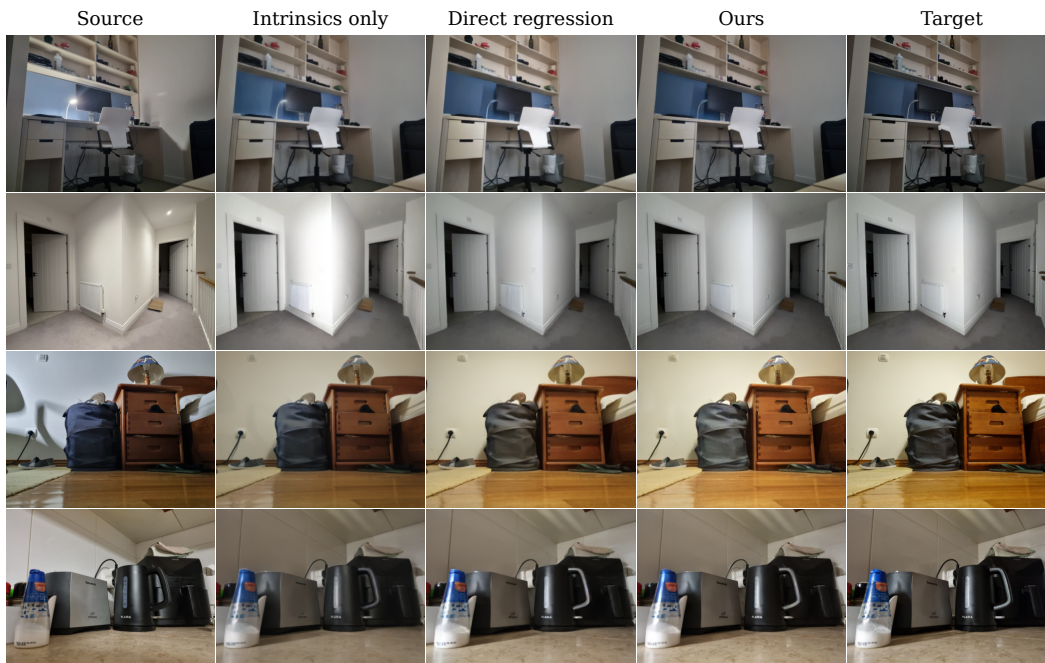 Source
Intrinsics only
Direct regression
Ours
Target